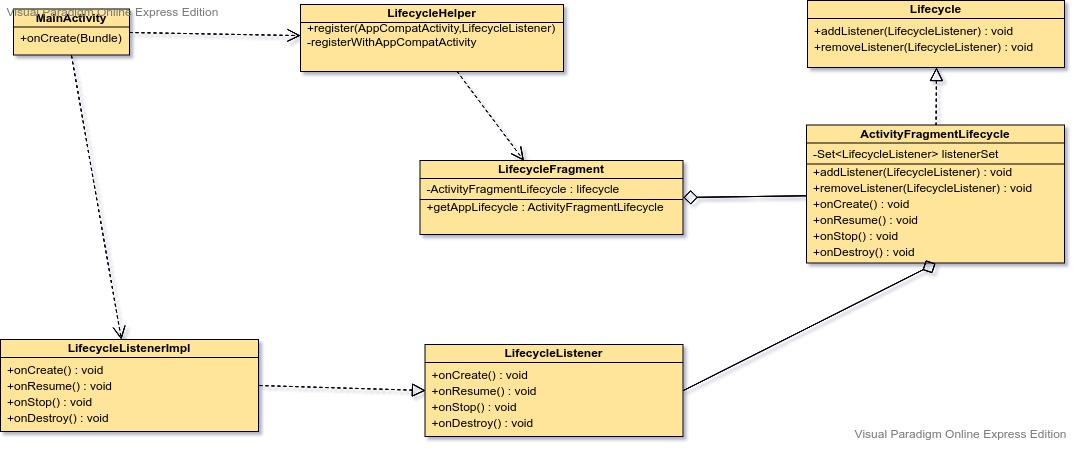 Visual Paradigm Online Express Edition
MainActivity
+onCreate(Bundle)
LifecycleHelper
+register(AppCompatActivity,LifecycleListener)
-registerWithAppCompatActivity
Lifecycle
+addListener(LifecycleListener) : void
+removeListener(LifecycleListener) : void
LifecycleFragment
-ActivityFragmentLifecycle : lifecycle
+getAppLifecycle : ActivityFragmentLifecycle
ActivityFragmentLifecycle
-Set<LifecycleListener> listenerSet
+addListener(LifecycleListener) : void
+removeListener(LifecycleListener) : void
+onCreate() : void
+onResume() : void
+onStop() : void
+onDestroy() : void
LifecycleListenerImpl
+onCreate() : void
+onResume() : void
+onStop() : void
+onDestroy() : void
LifecycleListener
+onCreate() : void
+onResume() : void
+onStop() : void
+onDestroy() : void
Visual Paradigm Online Express Edition